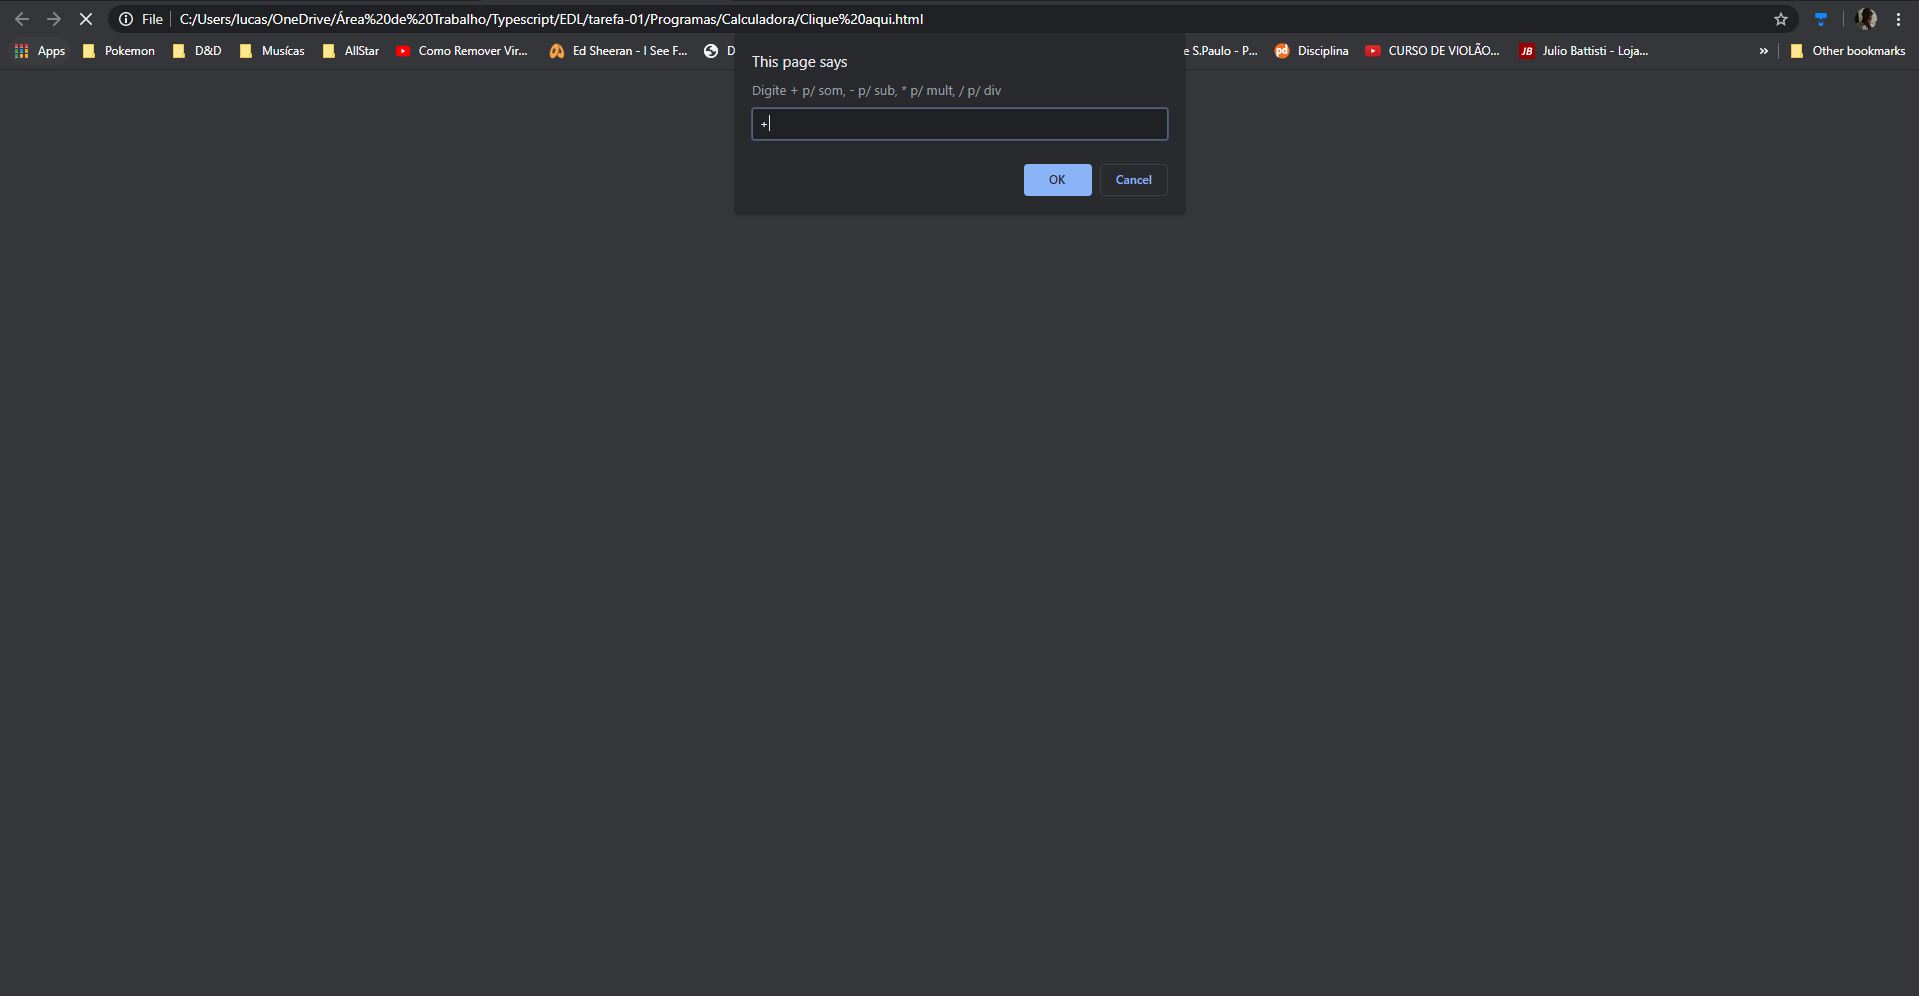 File C:/Users/lucas/OneDrive/Área%20de%20Trabalho/Typescript/EDL/tarefa-01/Programas/Calculadora/Clique%20aqui.html
Apps Pokemon D&D Musícas AllStar Como Remover Vir... Ed Sheeran - I See F... D e S.Paulo - P... Disciplina CURSO DE VIOLÃO... JB Julio Battisti - Loja... » Other bookmarks
This page says
Digite + p/ som, - p/ sub, * p/ mult, / p/ div
+
OK Cancel